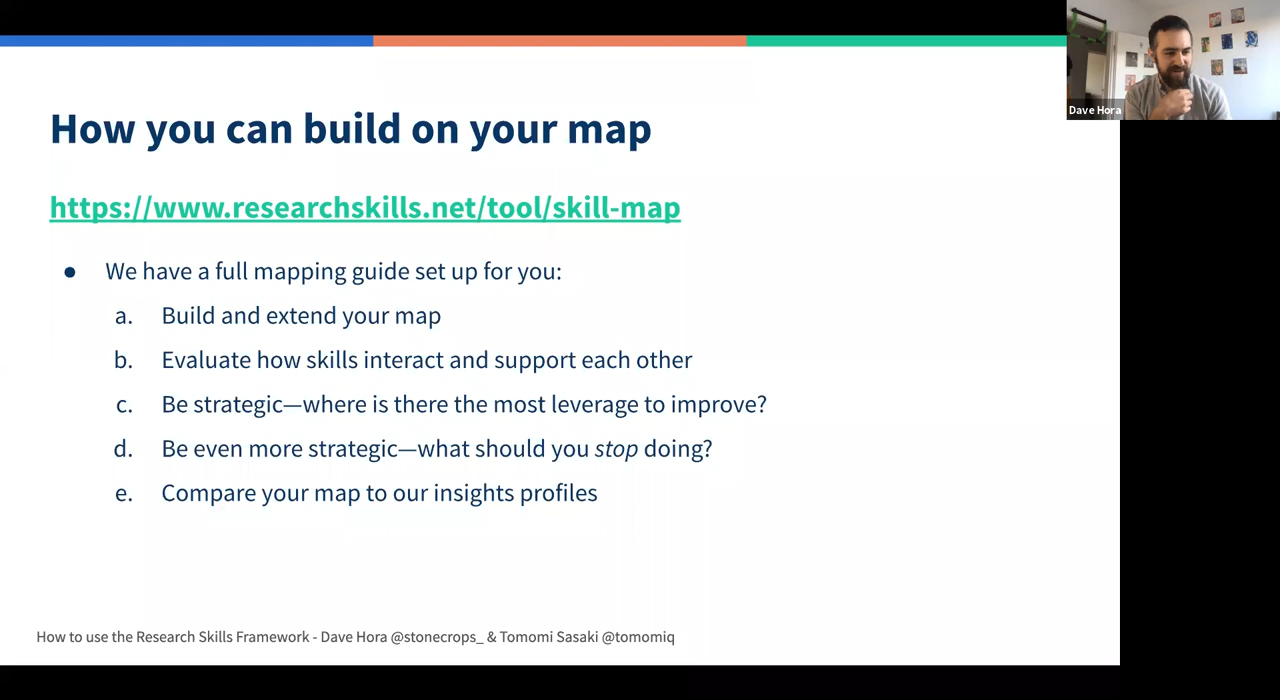 How you can build on your map
https://www.researchskills.net/tool/skill-map
● We have a full mapping guide set up for you:
a. Build and extend your map
b. Evaluate how skills interact and support each other
c. Be strategic—where is there the most leverage to improve?
d. Be even more strategic—what should you stop doing?
e. Compare your map to our insights profiles
How to use the Research Skills Framework - Dave Hora @stonecrops_ & Tomomi Sasaki @tomomiq
Dave Hora